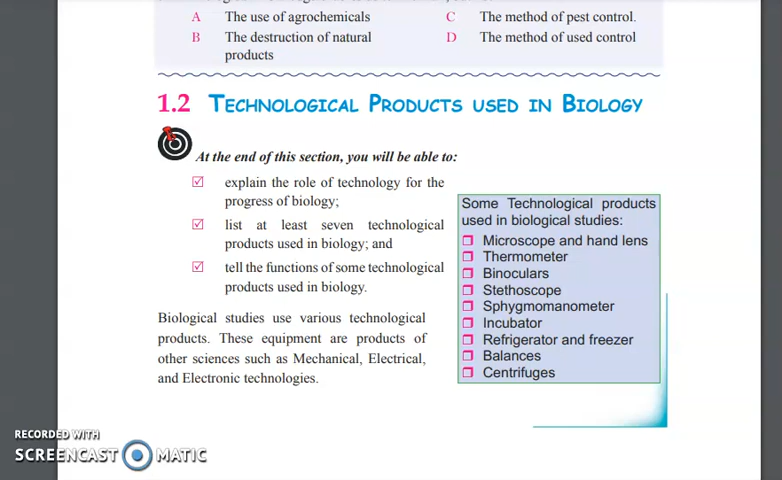 A The use of agrochemicals C The method of pest control.
B The destruction of natural D The method of used control
products
1.2 TECHNOLOGICAL PRODUCTS USED IN BIOLOGY
At the end of this section, you will be able to:
explain the role of technology for the
progress of biology;
list at least seven technological
products used in biology; and
tell the functions of some technological
products used in biology.
Biological studies use various technological
products. These equipment are products of
other sciences such as Mechanical, Electrical,
and Electronic technologies.
Some Technological products
used in biological studies:
Microscope and hand lens
Thermometer
Binoculars
Stethoscope
Sphygmomanometer
Incubator
Refrigerator and freezer
Balances
Centrifuges
RECORDED WITH
SCREENCAST MATIC